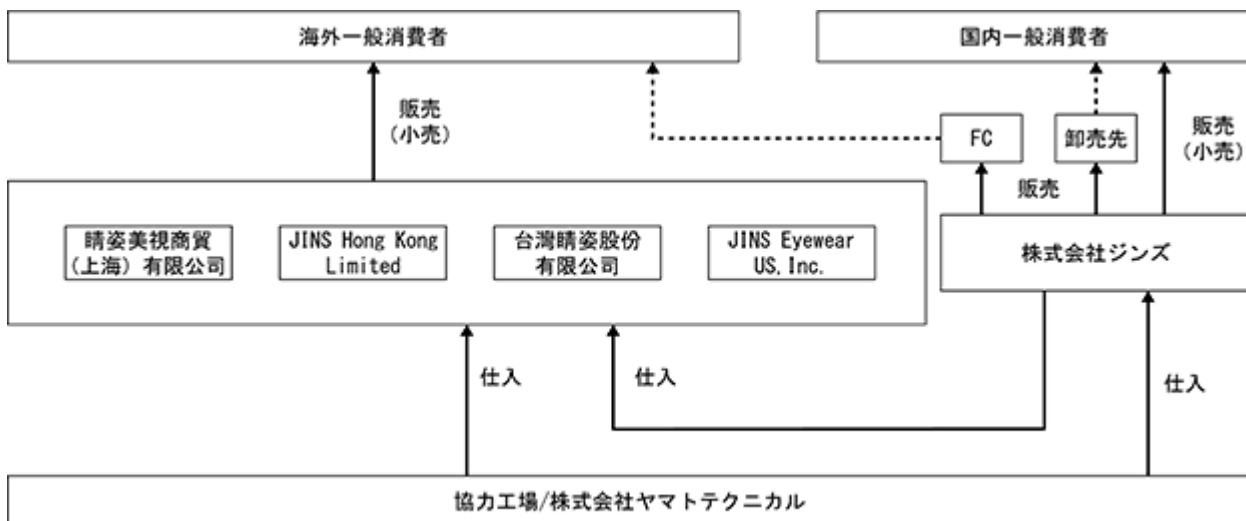 海外一般消費者
国内一般消費者
販売
(小売)
FC
卸売先
販売
(小売)
販売
睛姿美視商貿
(上海)有限公司
JINS Hong Kong
Limited
台灣睛姿股份
有限公司
JINS Eyewear
US,Inc.
株式会社ジンズ
仕入
仕入
仕入
協力工場/株式会社ヤマトテクニカル